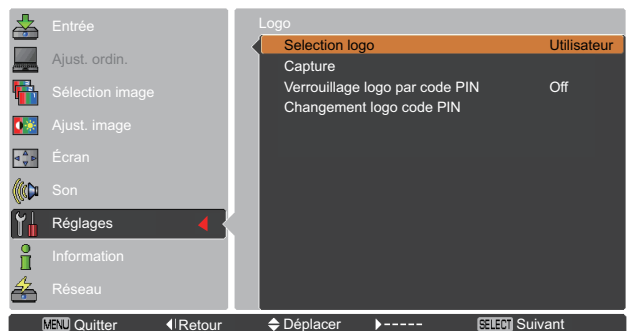 Entrée
Ajust. ordin.
Sélection image
Ajust. image
Écran
Son
Réglages
Information
Réseau
Logo
Selection logo Utilisateur
Capture
Verrouillage logo par code PIN Off
Changement logo code PIN
MENU Quitter Retour Déplacer ----- SELECT Suivant